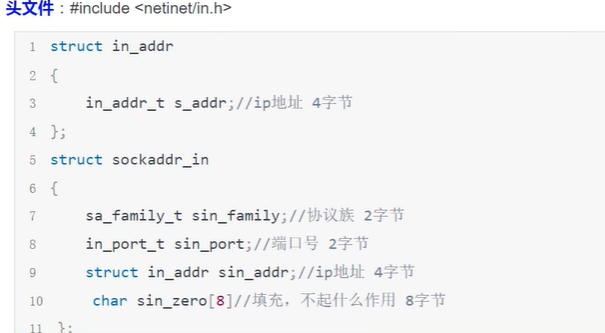 头文件：#include <netinet/in.h>
1 struct in_addr
2 {
3 in_addr_t s_addr;//ip地址 4字节
4 };
5 struct sockaddr_in
6 {
7 sa_family_t sin_family;//协议族 2字节
8 in_port_t sin_port;//端口号 2字节
9 struct in_addr sin_addr;//ip地址 4字节
10 char sin_zero[8]//填充，不起什么作用 8字节
11 };